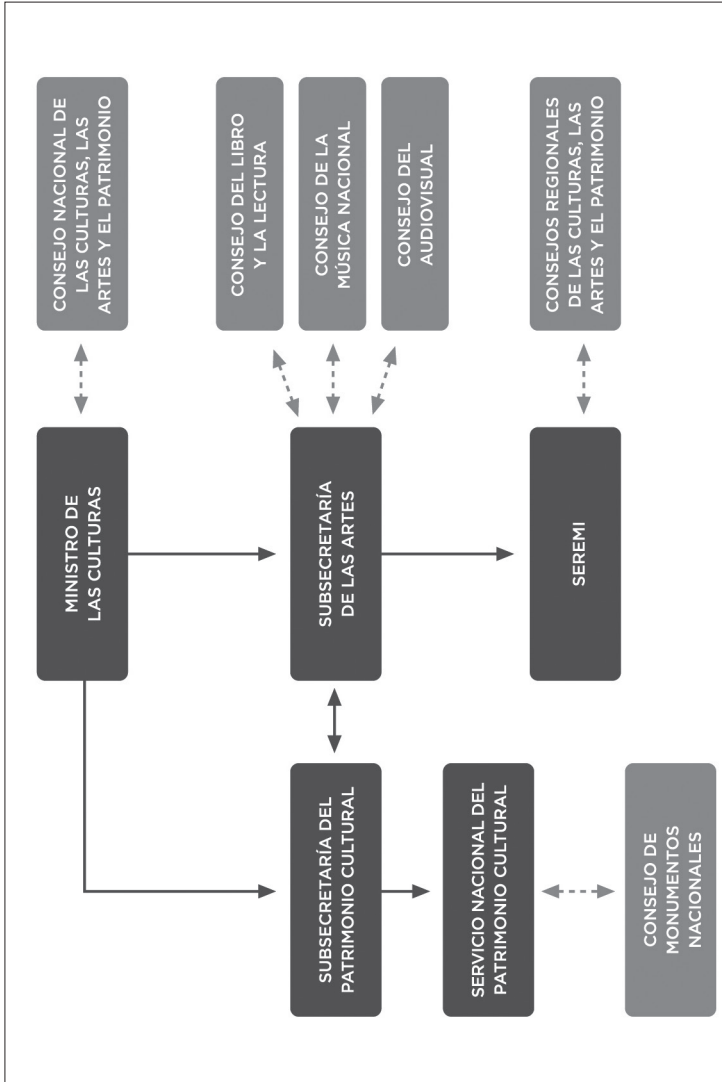 MINISTRO DE
LAS CULTURAS
CONSEJO NACIONAL DE
LAS CULTURAS, LAS
ARTES Y EL PATRIMONIO
SUBSECRETARÍA DEL
PATRIMONIO CULTURAL
SUBSECRETARÍA
DE LAS ARTES
CONSEJO DEL LIBRO
Y LA LECTURA
CONSEJO DE LA
MÚSICA NACIONAL
CONSEJO DEL
AUDIOVISUAL
SERVICIO NACIONAL DEL
PATRIMONIO CULTURAL
SEREMI
CONSEJOS REGIONALES
DE LAS CULTURAS, LAS
ARTES Y EL PATRIMONIO
CONSEJO DE
MONUMENTOS
NACIONALES